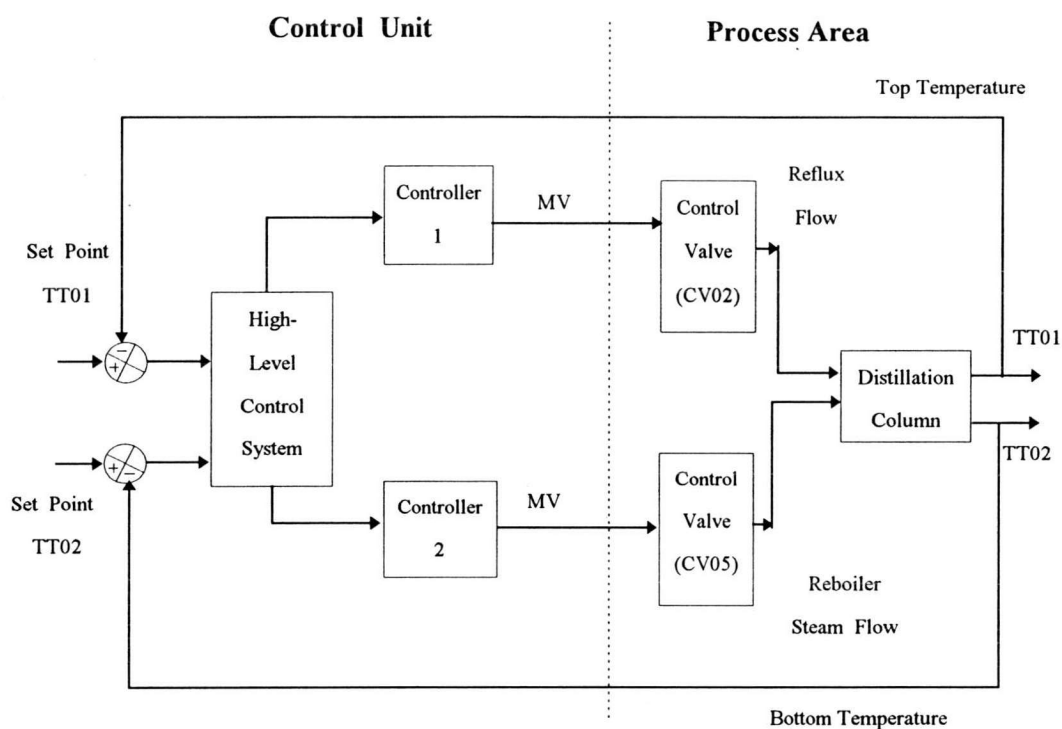 Control Unit
Process Area
Top Temperature
Controller
1
MV
Control
Valve
(CV02)
Reflux
Flow
Set Point
TT01
High-
Level
Control
System
−
+
+
−
TT01
Distillation
Column
TT02
Set Point
TT02
Controller
2
MV
Control
Valve
(CV05)
Reboiler
Steam Flow
Bottom Temperature